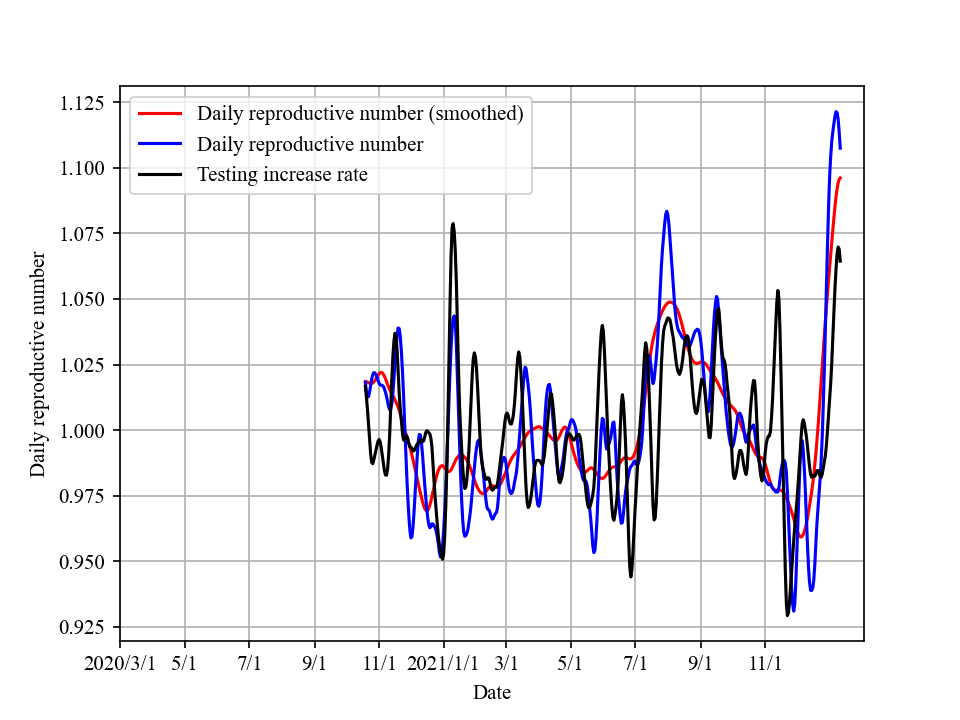 Daily reproductive number (smoothed)
Daily reproductive number
Testing increase rate
1.125
1.100
1.075
1.050
1.025
1.000
0.975
0.950
0.925
Daily reproductive number
2020/3/1 5/1 7/1 9/1 11/1 2021/1/1 3/1 5/1 7/1 9/1 11/1
Date